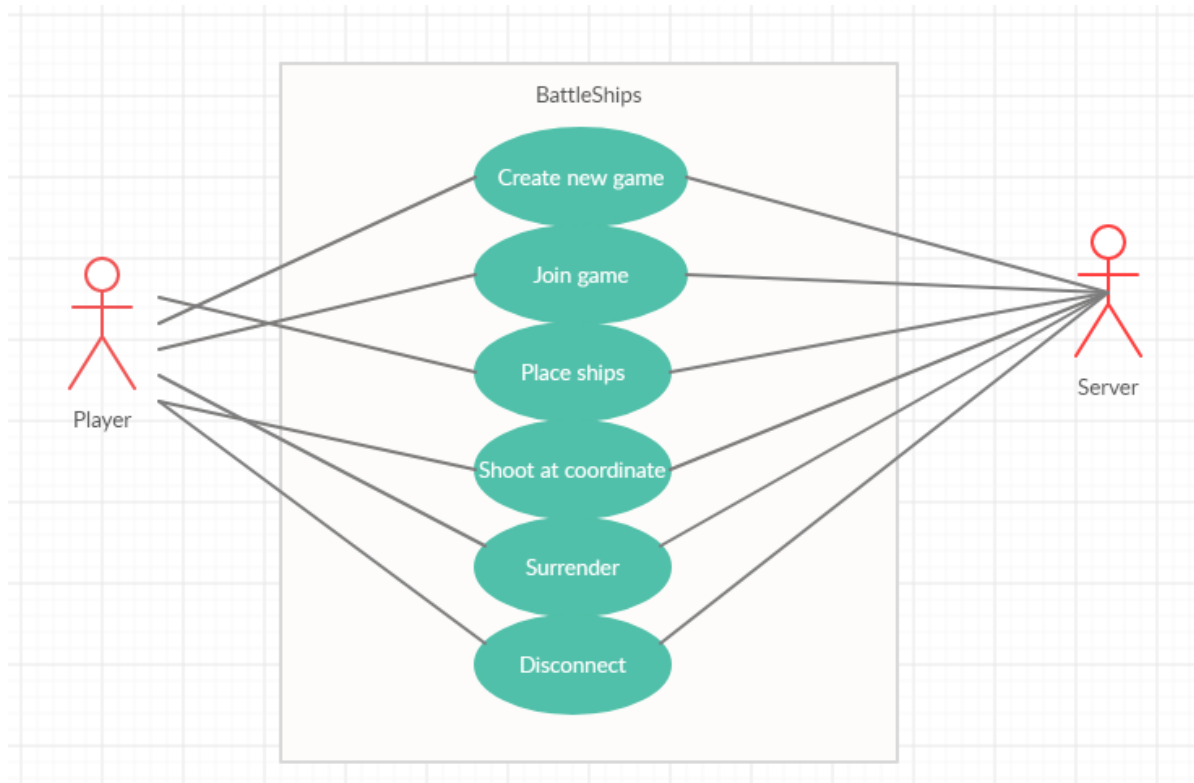 BattleShips
Create new game
Join game
Place ships
Shoot at coordinate
Surrender
Disconnect
Player
Server